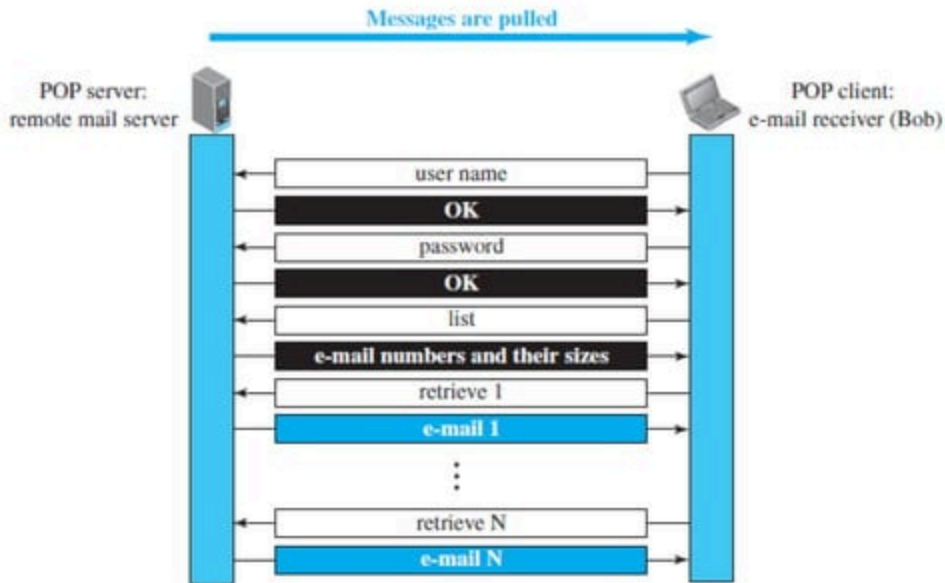 Messages are pulled
POP server:
remote mail server
POP client:
e-mail receiver (Bob)
user name
OK
password
OK
list
e-mail numbers and their sizes
retrieve 1
e-mail 1
retrieve N
e-mail N